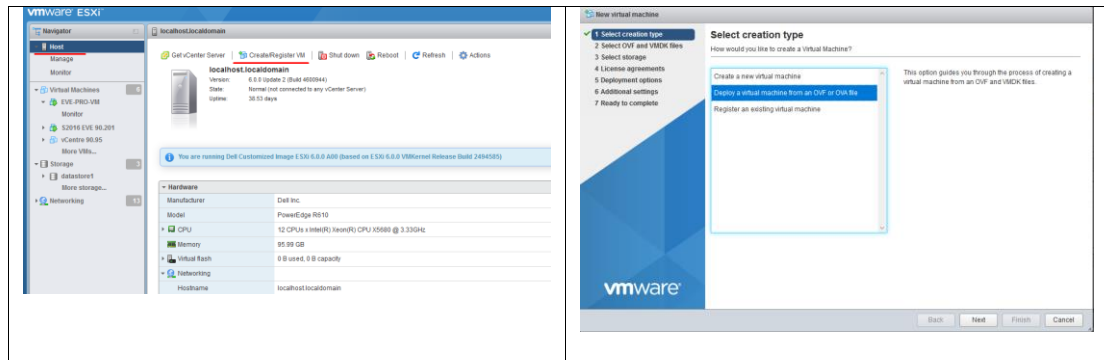 vmware ESXi
Navigator
Host
Manage
Monitor
Virtual Machines 6
EVE-PRO-VM
Monitor
S2016 EVE 90.201
vCentre 90.95
More VMs...
Storage 3
datastore1
More storage...
Networking 13
localhost.localdomain
Get vCenter Server | Create/Register VM | Shut down Reboot | Refresh | Actions
localhost.localdomain
Version: 6.0.0 Update 2 (Build 4600944)
State: Normal (not connected to any vCenter Server)
Uptime: 38.53 days
You are running Dell Customized Image ESXi 6.0.0 A00 (based on ESXi 6.0.0 VMKernel Release Build 2494585)
Hardware
Manufacturer Dell Inc.
Model PowerEdge R610
CPU 12 CPUs x Intel(R) Xeon(R) CPU X5680 @ 3.33GHz
Memory 95.99 GB
Virtual flash 0 B used, 0 B capacity
Networking
Hostname localhost.localdomain
New virtual machine
1 Select creation type
2 Select OVF and VMDK files
3 Select storage
4 License agreements
5 Deployment options
6 Additional settings
7 Ready to complete
vmware
Select creation type
How would you like to create a Virtual Machine?
Create a new virtual machine
Deploy a virtual machine from an OVF or OVA file
Register an existing virtual machine
This option guides you through the process of creating a
virtual machine from an OVF and VMDK files.
Back Next Finish Cancel